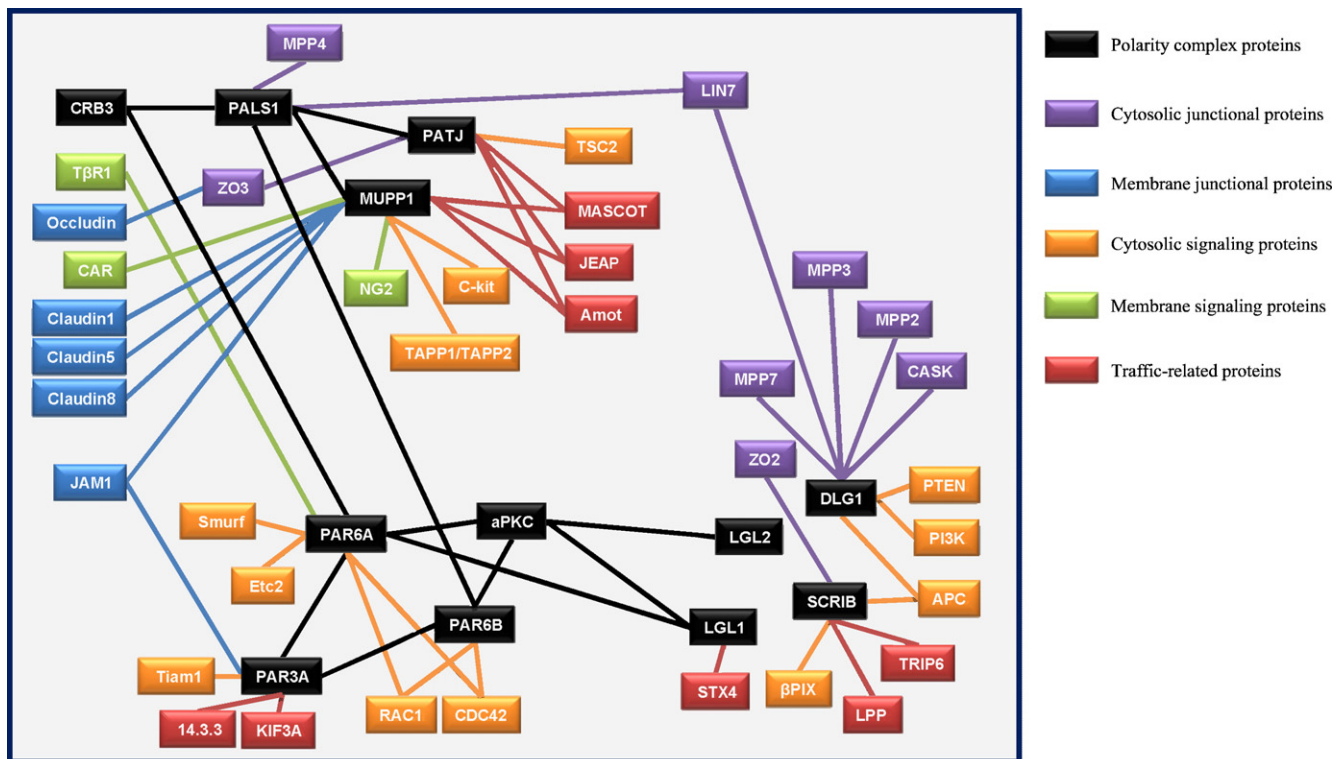 MPP4
Polarity complex proteins
CRB3
PALS1
LIN7
Cytosolic junctional proteins
PATJ
TSC2
TβR1
ZO3
Membrane junctional proteins
MUPP1
MASCOT
Occludin
Cytosolic signaling proteins
CAR
NG2
C-kit
JEAP
MPP3
Membrane signaling proteins
Claudin1
Amot
MPP2
Claudin5
TAPP1/TAPP2
MPP7
CASK
Traffic-related proteins
Claudin8
ZO2
JAM1
DLG1
PTEN
Smurf
PAR6A
aPKC
LGL2
PI3K
Etc2
SCRIB
APC
PAR6B
LGL1
Tiam1
PAR3A
TRIP6
STX4
βPIX
14.3.3
KIF3A
RAC1
CDC42
LPP